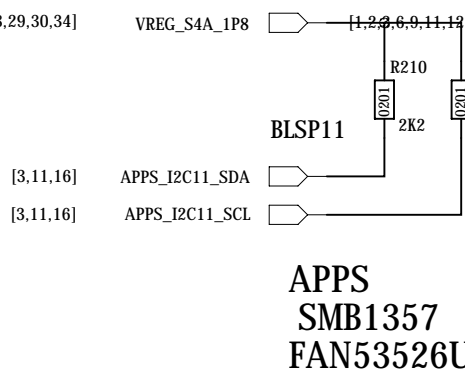 ,29,30,34] VREG_S4A_1P8 [1,2,3,6,9,11,12
R210
0201 0201
BLSP11 2K2
[3,11,16] APPS_I2C11_SDA
[3,11,16] APPS_I2C11_SCL
APPS
SMB1357
FAN53526U